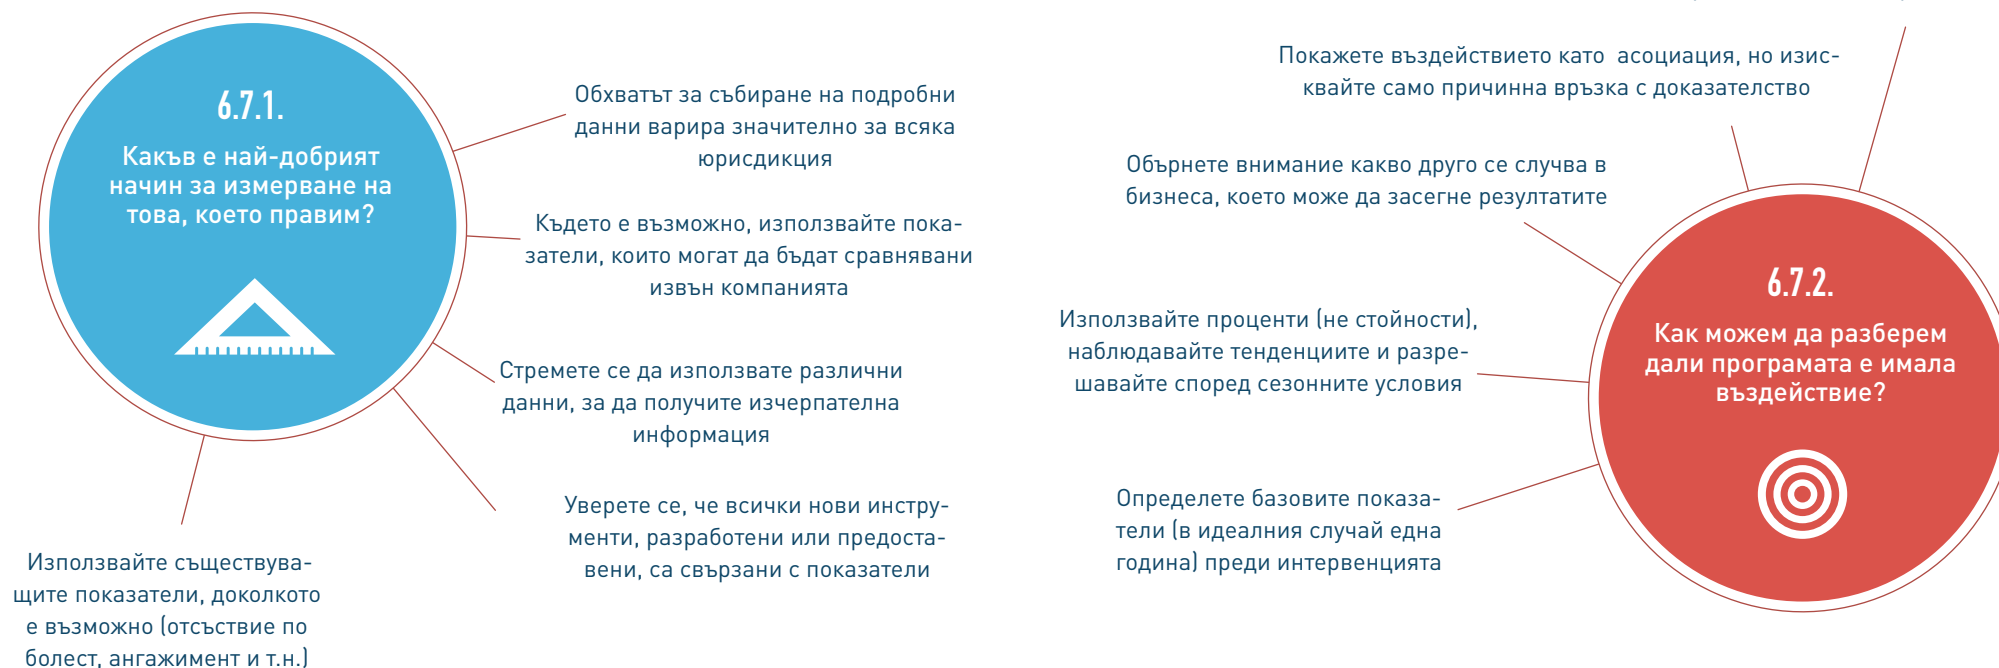 6.7.1.
Какъв е най-добрият
начин за измерване на
това, което правим?
Обхватът за събиране на подробни
данни варира значително за всяка
юрисдикция
Където е възможно, използвайте пока-
затели, които могат да бъдат сравнявани
извън компанията
Стремете се да използвате различни
данни, за да получите изчерпателна
информация
Уверете се, че всички нови инстру-
менти, разработени или предоста-
вени, са свързани с показатели
Използвайте съществува-
щите показатели, доколкото
е възможно (отсъствие по
болест, ангажимент и т.н.)
Покажете въздействието като асоциация, но изис-
квайте само причинна връзка с доказателство
Обърнете внимание какво друго се случва в
бизнеса, което може да засегне резултатите
Използвайте проценти (не стойности),
наблюдавайте тенденциите и разре-
шавайте според сезонните условия
Определете базовите показа-
тели (в идеалния случай една
година) преди интервенцията
6.7.2.
Как можем да разберем
дали програмата е имала
въздействие?